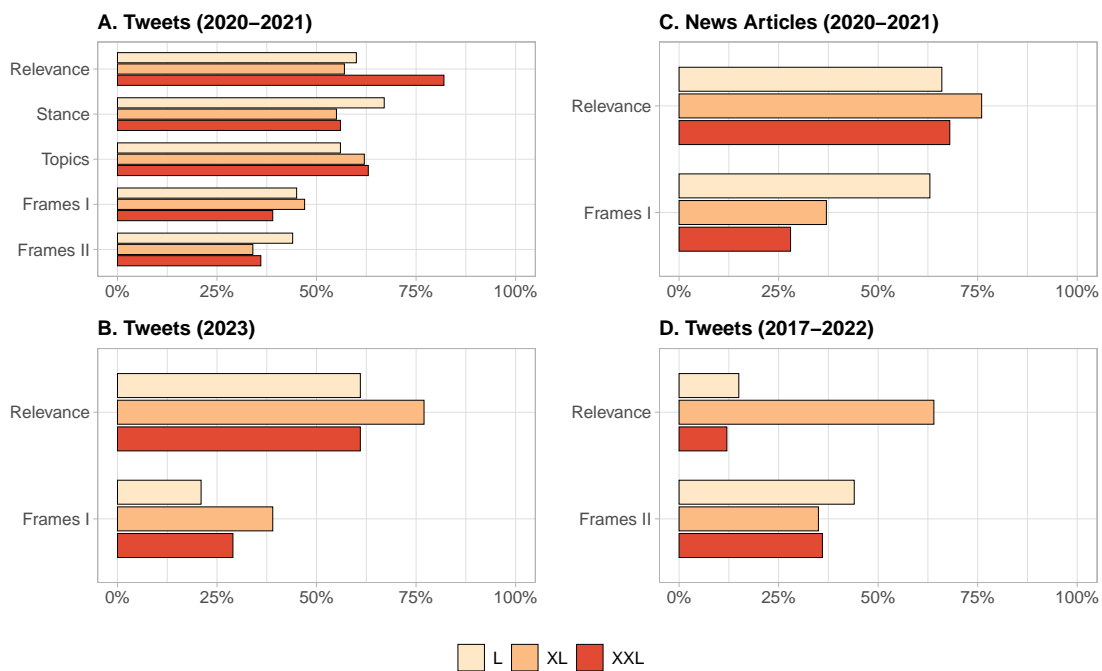 A. Tweets (2020–2021)
Relevance
Stance
Topics
Frames I
Frames II
0% 25% 50% 75% 100%
C. News Articles (2020–2021)
Relevance
Frames I
0% 25% 50% 75% 100%
B. Tweets (2023)
Relevance
Frames I
0% 25% 50% 75% 100%
D. Tweets (2017–2022)
Relevance
Frames II
0% 25% 50% 75% 100%
L XL XXL